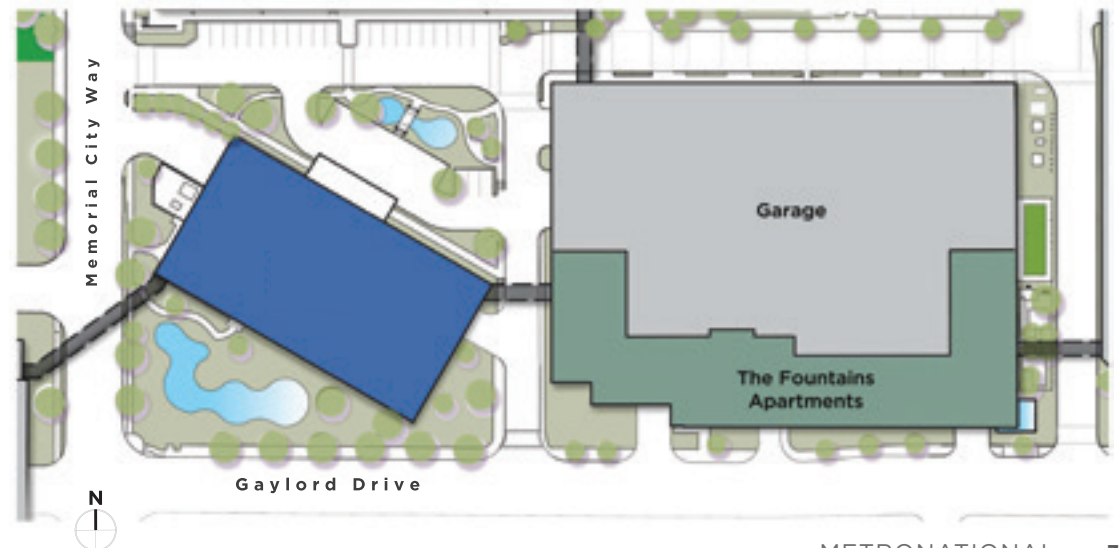 Memorial City Way
Garage
The Fountains
Apartments
Gaylord Drive
N
METRONATIONAL